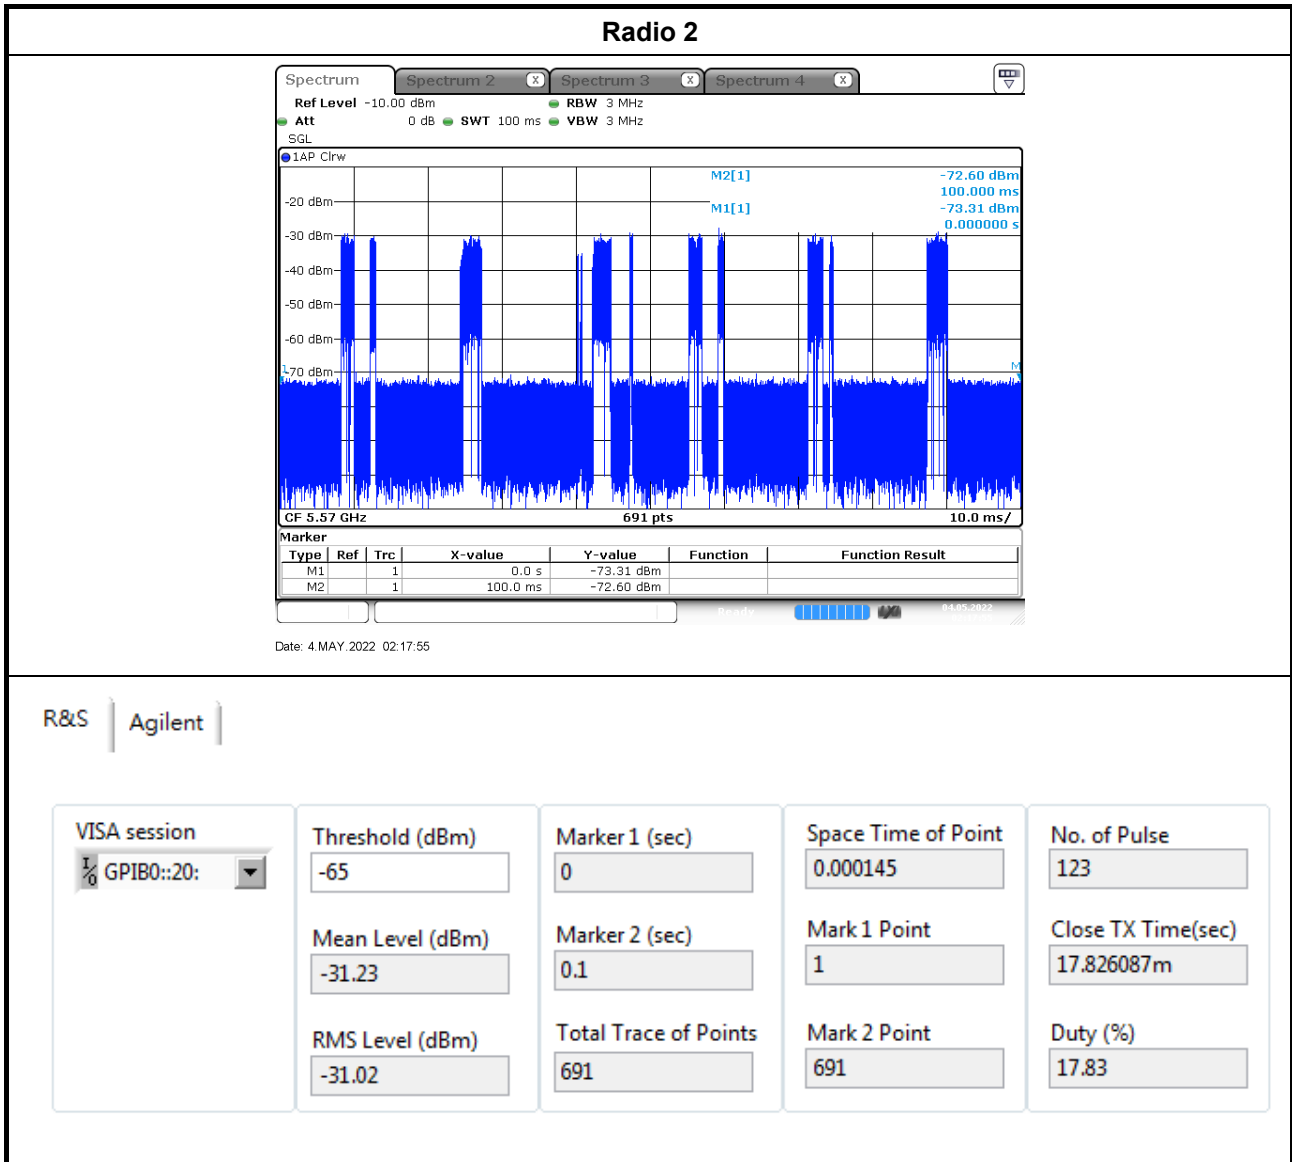 Radio 2
Spectrum Spectrum 2 X Spectrum 3 X Spectrum 4 X
Ref Level -10.00 dBm RBW 3 MHz
Att 0 dB SWT 100 ms VBW 3 MHz
SGL
1AP Clrw
M2[1] -72.60 dBm
100.000 ms
-20 dBm
M1[1] -73.31 dBm
0.000000 s
-30 dBm
-40 dBm
-50 dBm
-60 dBm
-70 dBm
CF 5.57 GHz 691 pts 10.0 ms/
Marker
Type Ref Trc X-value Y-value Function Function Result
M1 1 0.0 s -73.31 dBm
M2 1 100.0 ms -72.60 dBm
Ready 04.05.2022
Date: 4.MAY.2022 02:17:55
R&S Agilent
VISA session
GPIB0::20:
Threshold (dBm)
-65
Mean Level (dBm)
-31.23
RMS Level (dBm)
-31.02
Marker 1 (sec)
0
Marker 2 (sec)
0.1
Total Trace of Points
691
Space Time of Point
0.000145
Mark 1 Point
1
Mark 2 Point
691
No. of Pulse
123
Close TX Time(sec)
17.826087m
Duty (%)
17.83